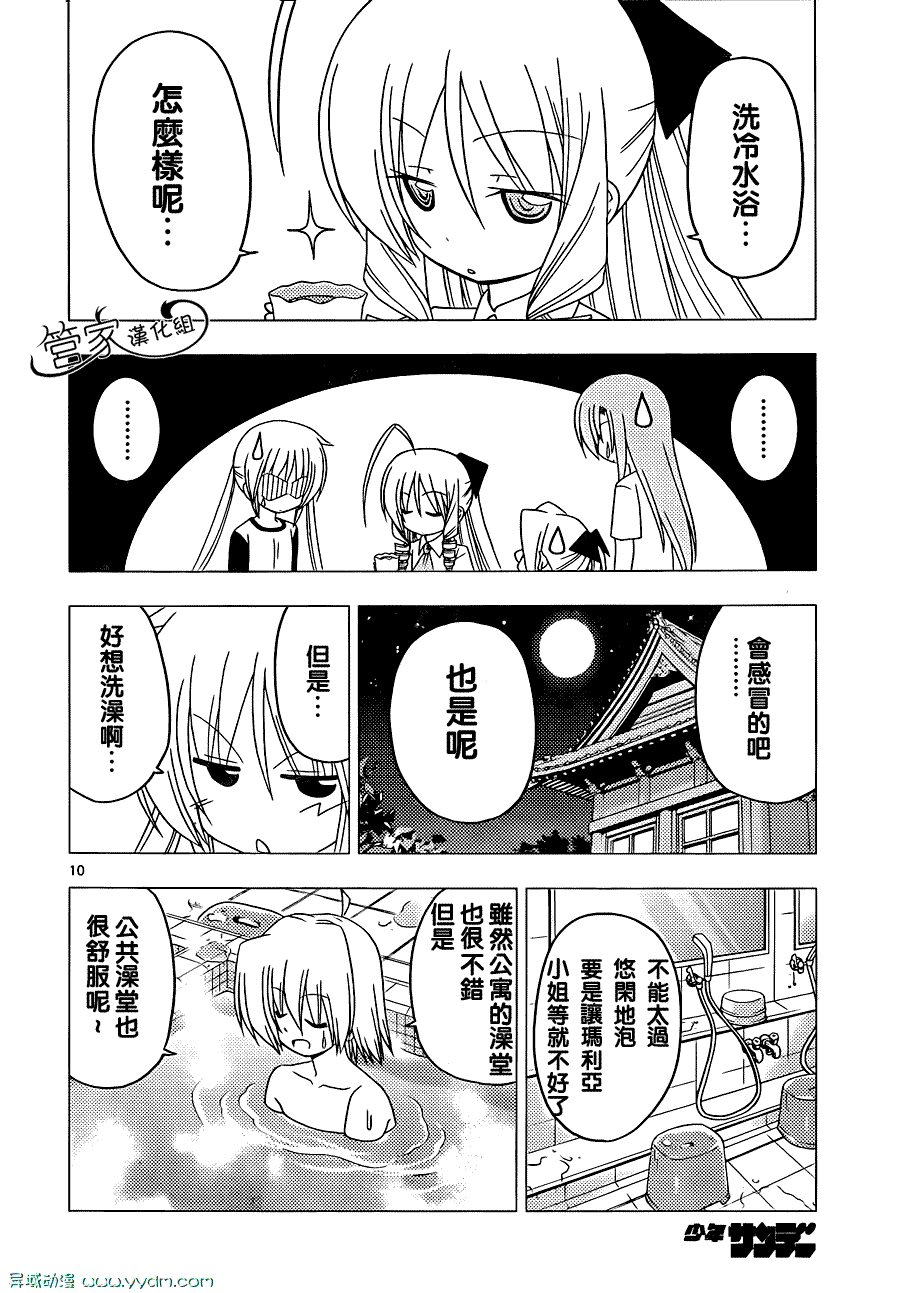 洗冷水浴…
怎麼樣呢…
管家
漢化組
………
………
會感冒的吧
………
也是呢
但是…
好想洗澡啊…
10
不能太過
悠閑地泡
要是讓瑪利亞
小姐等就不好了
雖然公寓的澡堂
也很不錯
但是
公共澡堂也
很舒服呢~
少年サンデー
异域动漫 www.yydm.com